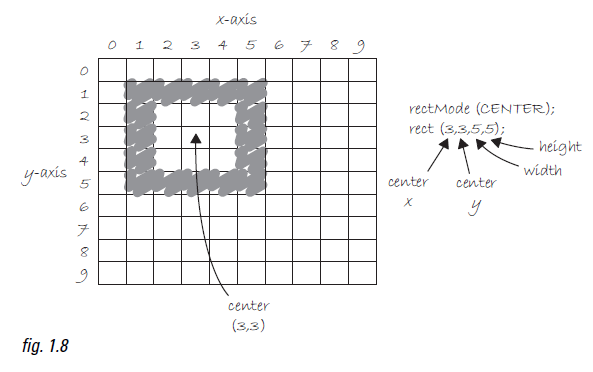 x-axis
0 1 2 3 4 5 6 7 8 9
0
1
2
3
4
5
6
7
8
9
y-axis
rectMode (CENTER);
rect (3,3,5,5);
height
width
center
x
center
y
center
(3,3)
fig. 1.8